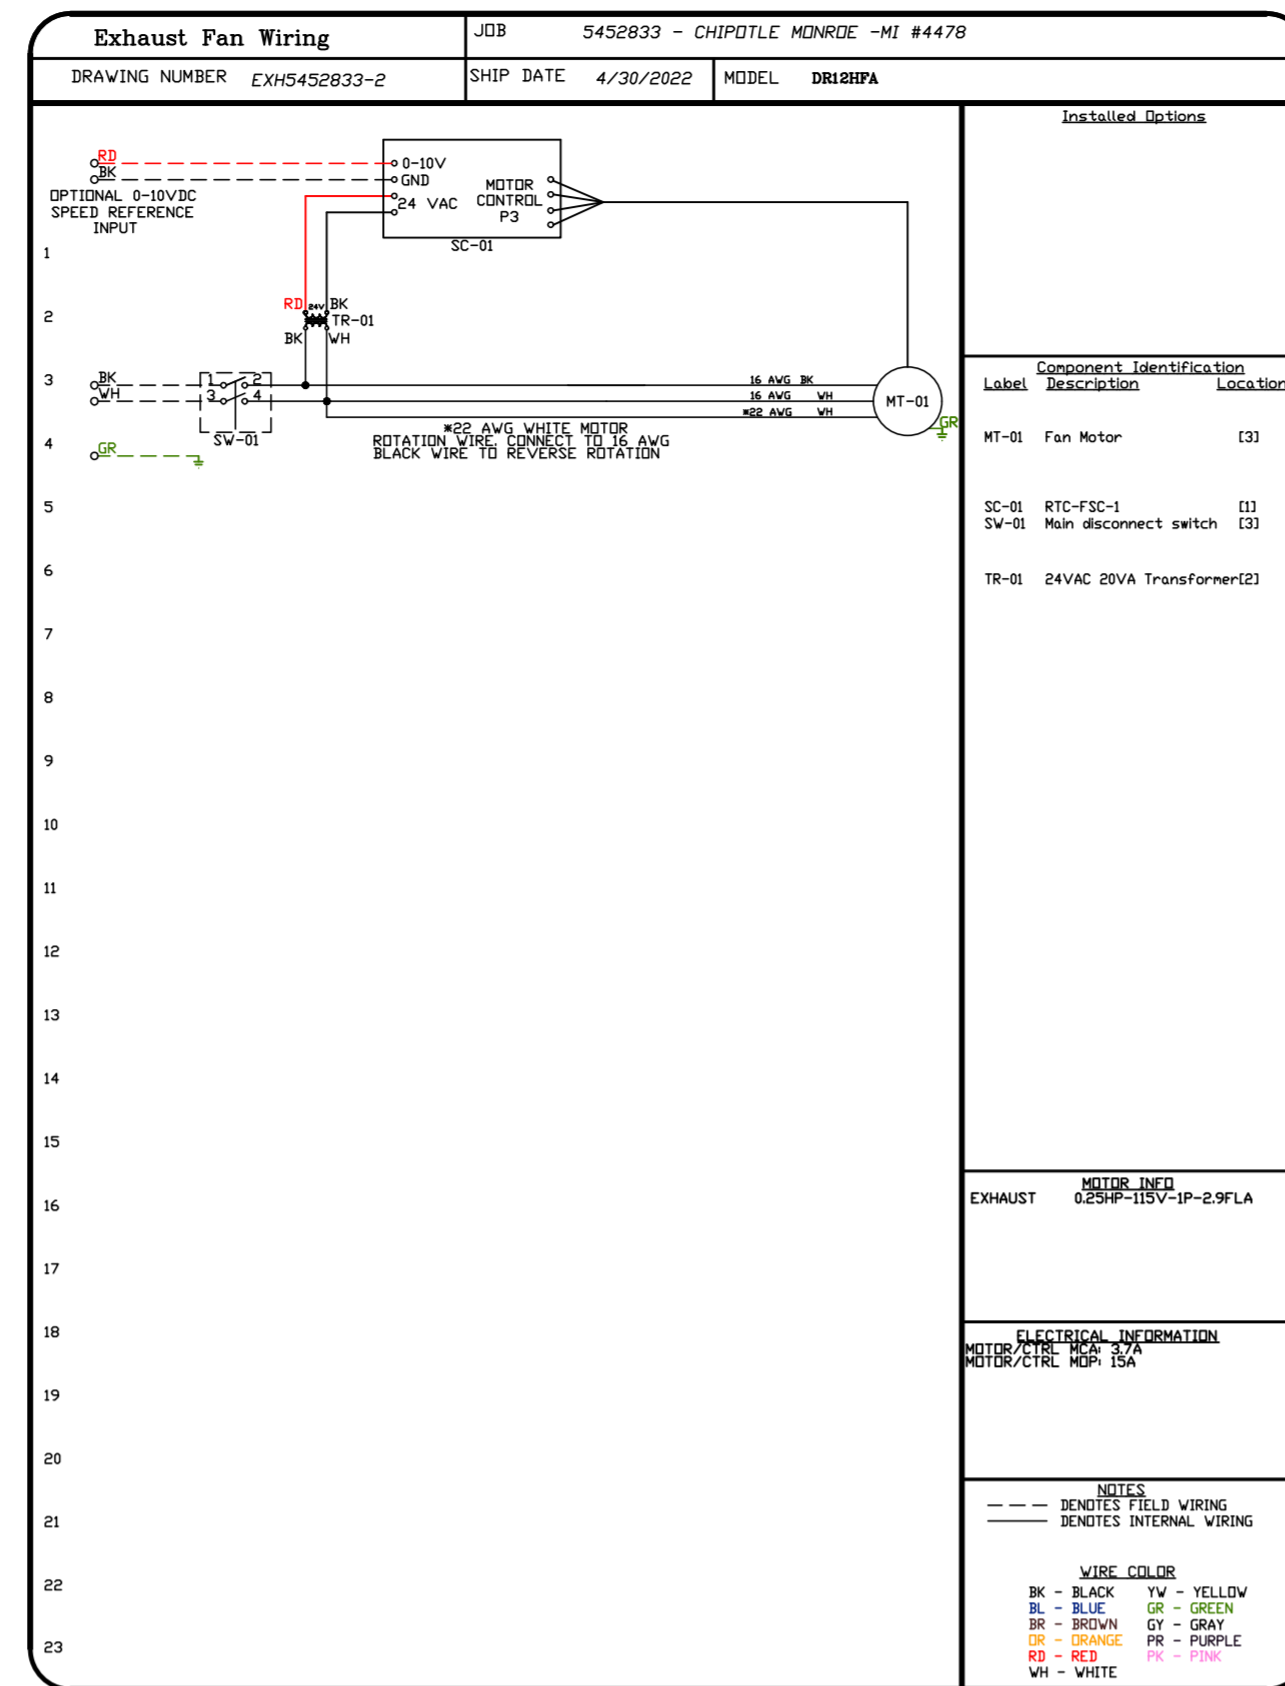 Exhaust Fan Wiring
JOB 5452833 - CHIPOTLE MONROE -MI #4478
DRAWING NUMBER EXH5452833-2
SHIP DATE 4/30/2022
MODEL DR12HFA
RD
BK
OPTIONAL 0-10VDC
SPEED REFERENCE
INPUT
0-10V
GND
24 VAC
MOTOR
CONTROL
P3
SC-01
RD 24V BK
TR-01
BK WH
BK
WH
1 2
3 4
SW-01
GR
16 AWG BK
16 AWG WH
*22 AWG WH
MT-01
GR
*22 AWG WHITE MOTOR
ROTATION WIRE. CONNECT TO 16 AWG
BLACK WIRE TO REVERSE ROTATION
1
2
3
4
5
6
7
8
9
10
11
12
13
14
15
16
17
18
19
20
21
22
23
Installed Options
Component Identification
Label Description Location
MT-01 Fan Motor [3]
SC-01 RTC-FSC-1 [1]
SW-01 Main disconnect switch [3]
TR-01 24VAC 20VA Transformer[2]
MOTOR INFO
EXHAUST 0.25HP-115V-1P-2.9FLA
ELECTRICAL INFORMATION
MOTOR/CTRL MCA: 3.7A
MOTOR/CTRL MOP: 15A
NOTES
DENOTES FIELD WIRING
DENOTES INTERNAL WIRING
WIRE COLOR
BK - BLACK YW - YELLOW
BL - BLUE GR - GREEN
BR - BROWN GY - GRAY
OR - ORANGE PR - PURPLE
RD - RED PK - PINK
WH - WHITE